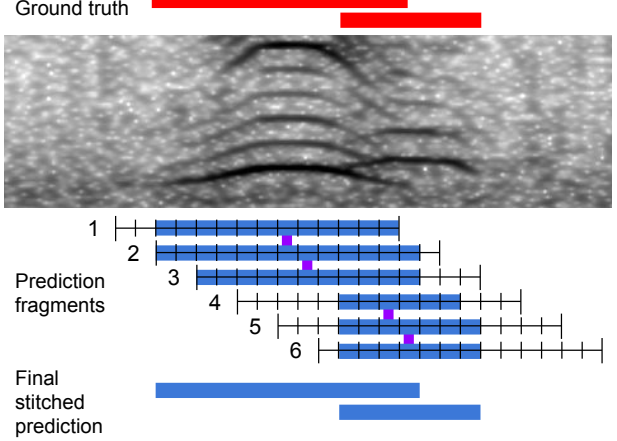 Ground truth
1
2
3
4
5
6
Prediction
fragments
Final
stitched
prediction